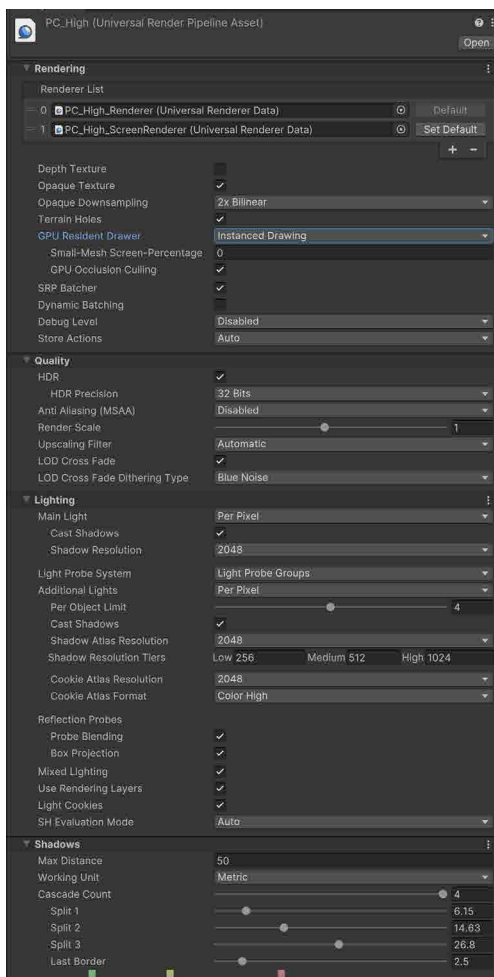 PC_High (Universal Render Pipeline Asset)
Open
Rendering
Renderer List
0 PC_High_Renderer (Universal Renderer Data) Default
1 PC_High_ScreenRenderer (Universal Renderer Data) Set Default
+ -
Depth Texture
Opaque Texture
Opaque Downsampling 2x Bilinear
Terrain Holes
GPU Resident Drawer Instanced Drawing
Small-Mesh Screen-Percentage 0
GPU Occlusion Culling
SRP Batcher
Dynamic Batching
Debug Level Disabled
Store Actions Auto
Quality
HDR
HDR Precision 32 Bits
Anti Aliasing (MSAA) Disabled
Render Scale 1
Upscaling Filter Automatic
LOD Cross Fade
LOD Cross Fade Dithering Type Blue Noise
Lighting
Main Light Per Pixel
Cast Shadows
Shadow Resolution 2048
Light Probe System Light Probe Groups
Additional Lights Per Pixel
Per Object Limit 4
Cast Shadows
Shadow Atlas Resolution 2048
Shadow Resolution Tiers Low 256 Medium 512 High 1024
Cookie Atlas Resolution 2048
Cookie Atlas Format Color High
Reflection Probes
Probe Blending
Box Projection
Mixed Lighting
Use Rendering Layers
Light Cookies
SH Evaluation Mode Auto
Shadows
Max Distance 50
Working Unit Metric
Cascade Count 4
Split 1 6.15
Split 2 14.63
Split 3 26.8
Last Border 2.5